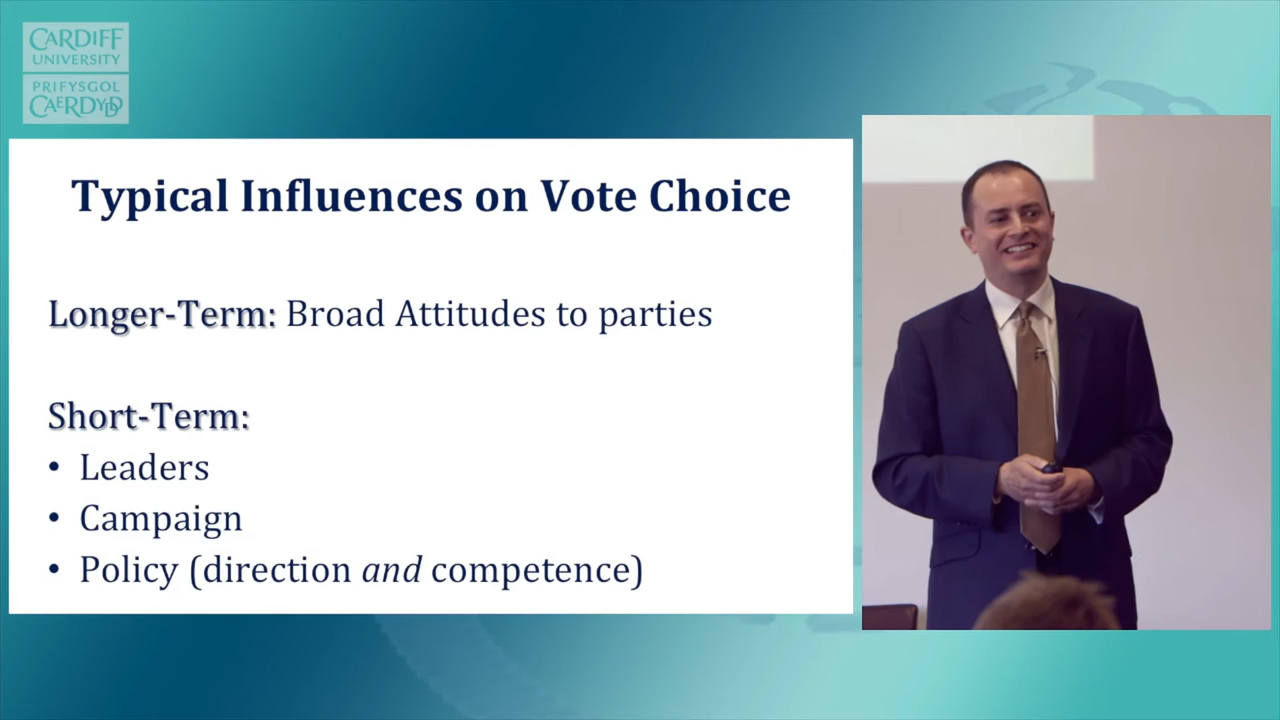 CARDIFF
UNIVERSITY
PRIFYSGOL
CAERDYDD
Typical Influences on Vote Choice
Longer-Term: Broad Attitudes to parties
Short-Term:
• Leaders
• Campaign
• Policy (direction and competence)